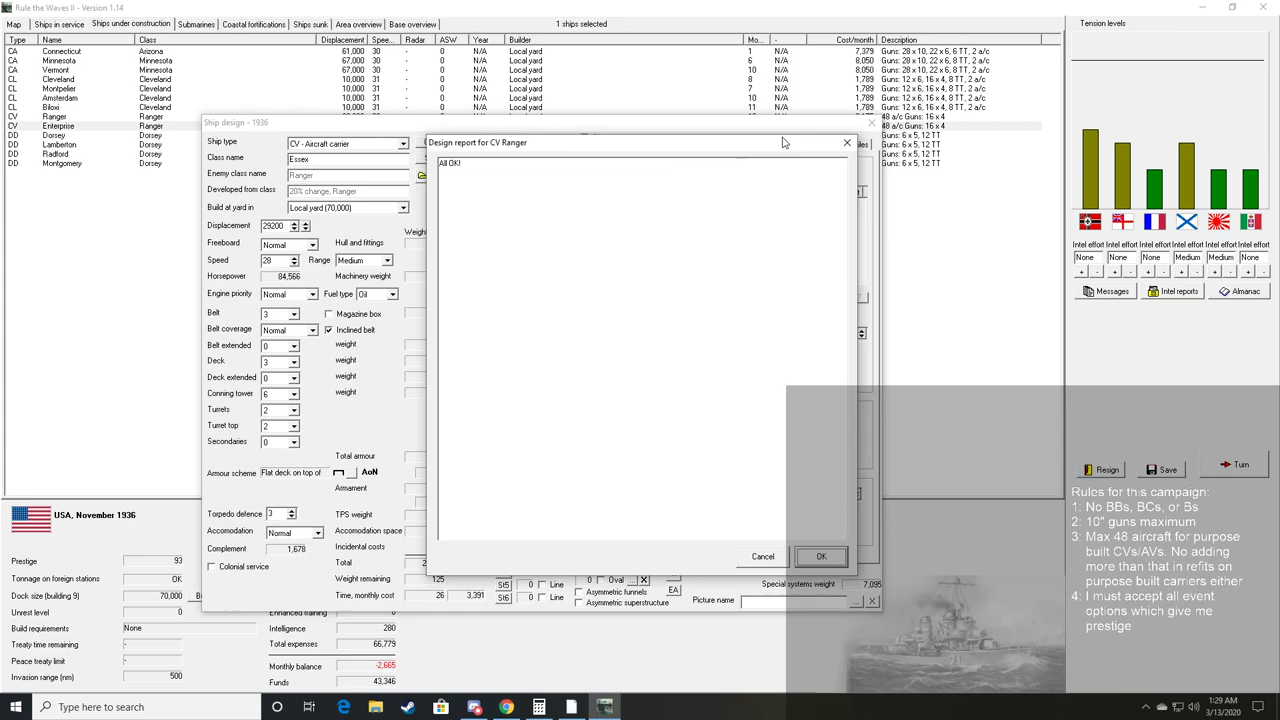 Rule the Waves II - Version 1.14
Map Ships in service Ships under construction Submarines Coastal fortifications Ships sunk Area overview Base overview 1 ships selected Tension levels
Type Name Class Displacement Spee... Radar ASW Year Builder Mo... - Cost/month Description
CA Connecticut Arizona 61,000 30 - 0 N/A Local yard 1 N/A 7,379 Guns: 28 x 10, 22 x 6, 6 TT, 2 a/c
CA Minnesota Minnesota 67,000 30 - 0 N/A Local yard 6 N/A 8,050 Guns: 28 x 10, 22 x 6, 8 TT, 2 a/c
CA Vermont Minnesota 67,000 30 - 0 N/A Local yard 10 N/A 8,050 Guns: 28 x 10, 22 x 6, 8 TT, 2 a/c
CL Cleveland Cleveland 10,000 31 - 0 N/A Local yard 8 N/A 1,789 Guns: 12 x 6, 16 x 4, 8 TT, 2 a/c
CL Montpelier Cleveland 10,000 31 - 0 N/A Local yard 7 N/A 1,789 Guns: 12 x 6, 16 x 4, 8 TT, 2 a/c
CL Amsterdam Cleveland 10,000 31 - 0 N/A Local yard 10 N/A 1,789 Guns: 12 x 6, 16 x 4, 8 TT, 2 a/c
CL Biloxi Cleveland 10,000 31 - 0 N/A Local yard 11 N/A 1,789 Guns: 12 x 6, 16 x 4, 8 TT, 2 a/c
CV Ranger Ranger 48 a/c Guns: 16 x 4
CV Enterprise Ranger 48 a/c Guns: 16 x 4
DD Dorsey Dorsey Guns: 6 x 5, 12 TT
DD Lamberton Dorsey Guns: 6 x 5, 12 TT
DD Radford Dorsey Guns: 6 x 5, 12 TT
DD Montgomery Dorsey Guns: 6 x 5, 12 TT
Ship design - 1936
Ship type CV - Aircraft carrier
Class name Essex
Enemy class name Ranger
Developed from class 20% change, Ranger
Build at yard in Local yard (70,000)
Displacement 29200
Freeboard Normal Hull and fittings
Speed 28 Range Medium
Horsepower 84,566 Machinery weight
Engine priority Normal Fuel type Oil
Belt 3 Magazine box
Belt coverage Normal Inclined belt
Belt extended 0 weight
Deck 3 weight
Deck extended 0 weight
Conning tower 6 weight
Turrets 2
Turret top 2
Secondaries 0
Total armour
Armour scheme Flat deck on top of AoN
Armament
Torpedo defence 3 TPS weight
Accomodation Normal Accomodation space
Complement 1,678 Incidental costs
Colonial service Total
Weight remaining 125
Time, monthly cost 26 3,391
Design report for CV Ranger
All OK!
Cancel OK
St5 0 Line 0 Oval ... X Asymmetric funnels EA Special systems weight 7,095
St6 0 Line Asymmetric superstructure Picture name ... X
Intel effort Intel effort Intel effort Intel effort Intel effort Intel effort
None None None Medium Medium None
+ - + - + - + - + - + -
Messages Intel reports Almanac
Resign Save Turn
Rules for this campaign:
1: No BBs, BCs, or Bs
2: 10" guns maximum
3: Max 48 aircraft for purpose
built CVs/AVs. No adding
more than that in refits on
purpose built carriers either
4: I must accept all event
options which give me
prestige
USA, November 1936
Prestige 93
Tonnage on foreign stations OK
Dock size (building 9) 70,000
Unrest level 0
Build requirements None
Treaty time remaining -
Peace treaty limit -
Invasion range (nm) 500
Enhanced training
Intelligence 280
Total expenses 66,779
Monthly balance -2,665
Funds 43,346
Type here to search
1:29 AM
3/13/2020